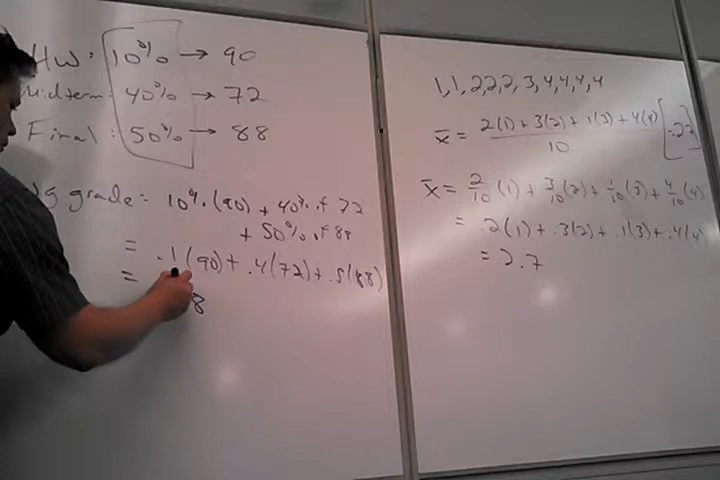 HW: 10% → 90
Midterm: 40% → 72
Final: 50% → 88
grade: 10% (90) + 40% of 72
+ 50% of 88
= .1(90) + .4(72) + .5(88)
= 8
1,1,2,2,2,3,4,4,4,4
x̄ = 2(1) + 3(2) + 1(3) + 4(4) / 10
x̄ = 2/10 (1) + 3/10 (2) + 1/10 (3) + 4/10 (4)
= .2(1) + .3(2) + .1(3) + .4(4)
= 2.7